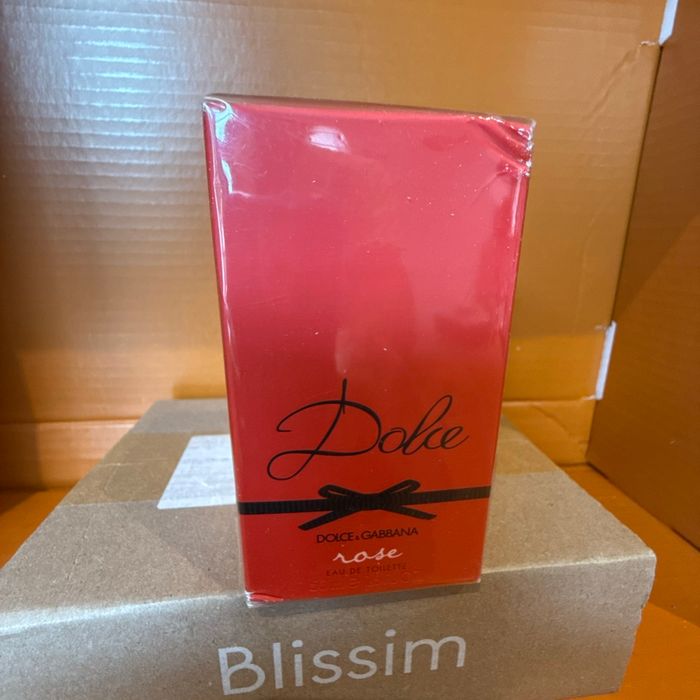 Dolce
DOLCE & GABBANA
rose
EAU DE TOILETTE
Blissim